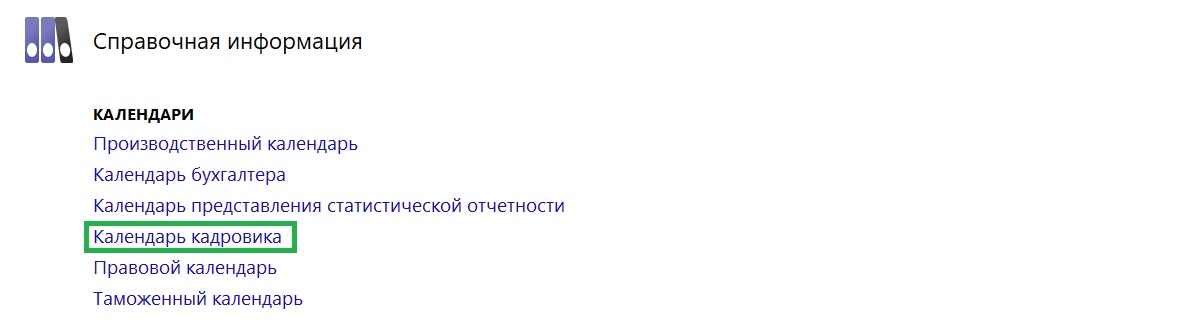 Справочная информация
КАЛЕНДАРИ
Производственный календарь
Календарь бухгалтера
Календарь представления статистической отчетности
Календарь кадровика
Правовой календарь
Таможенный календарь